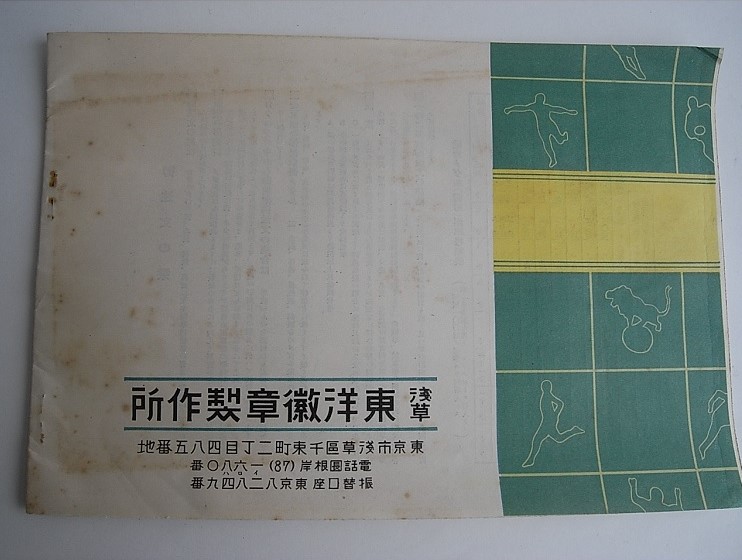 淺草 東洋徽章製作所
東京市淺草區千束町二丁目四八五番地
電話根岸(87)一六八〇番
振替口座東京八二八四九番